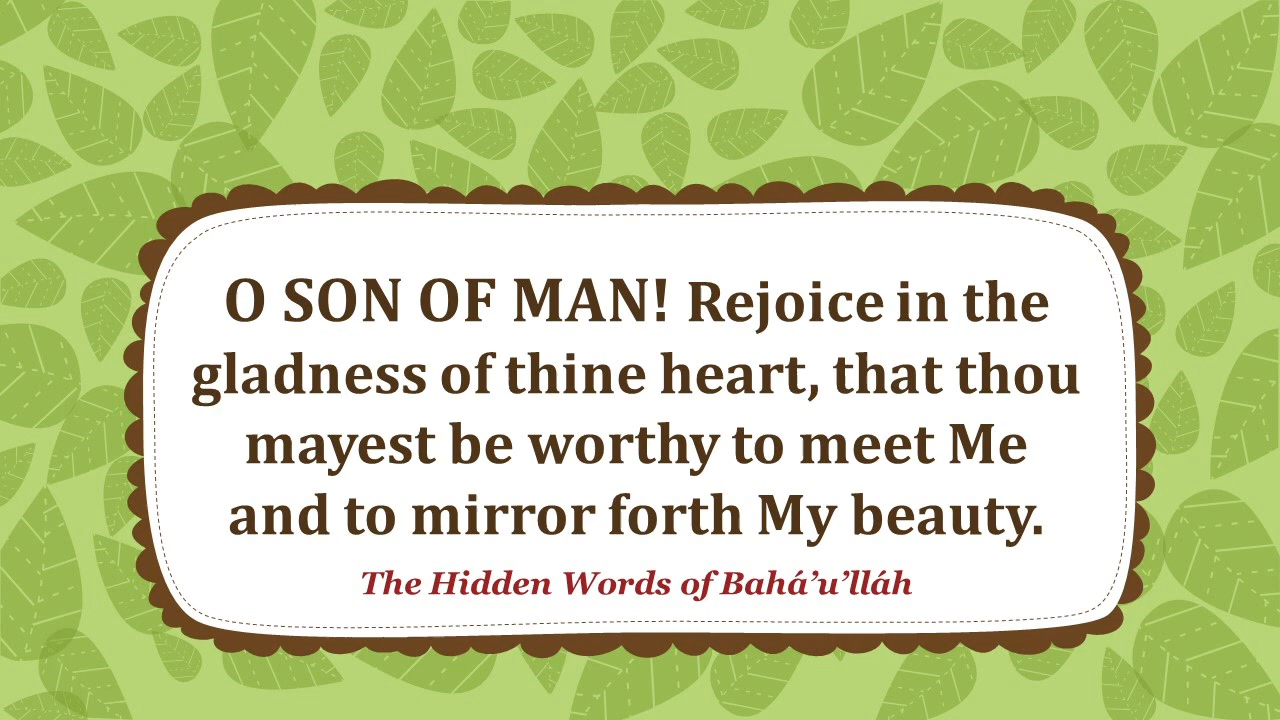 O SON OF MAN! Rejoice in the
gladness of thine heart, that thou
mayest be worthy to meet Me
and to mirror forth My beauty.
The Hidden Words of Bahá’u’lláh